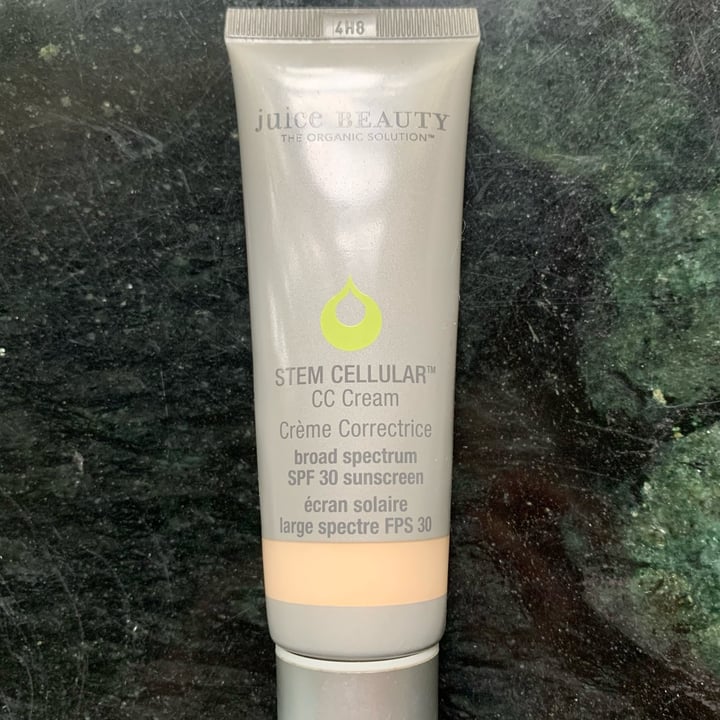 4H8
juice BEAUTY
THE ORGANIC SOLUTION™
STEM CELLULAR™
CC Cream
Crème Correctrice
broad spectrum
SPF 30 sunscreen
écran solaire
large spectre FPS 30